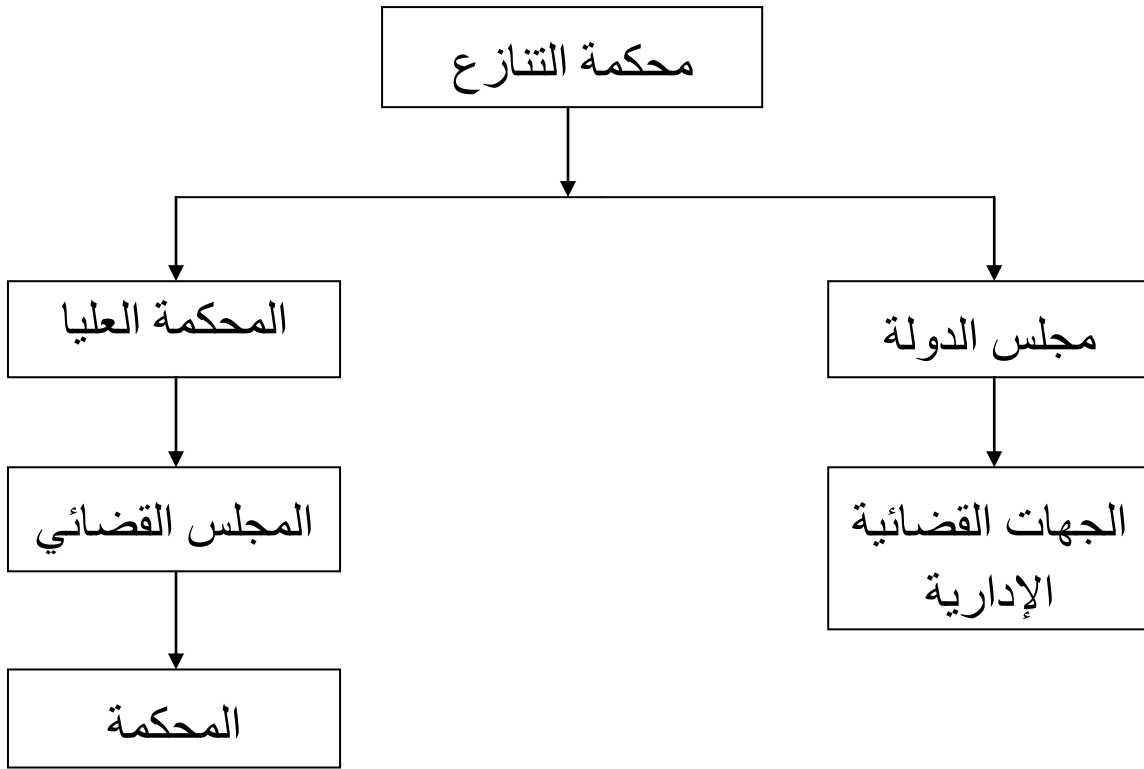 محكمة التنازع
مجلس الدولة
المحكمة العليا
الجهات القضائية
الإدارية
المجلس القضائي
المحكمة